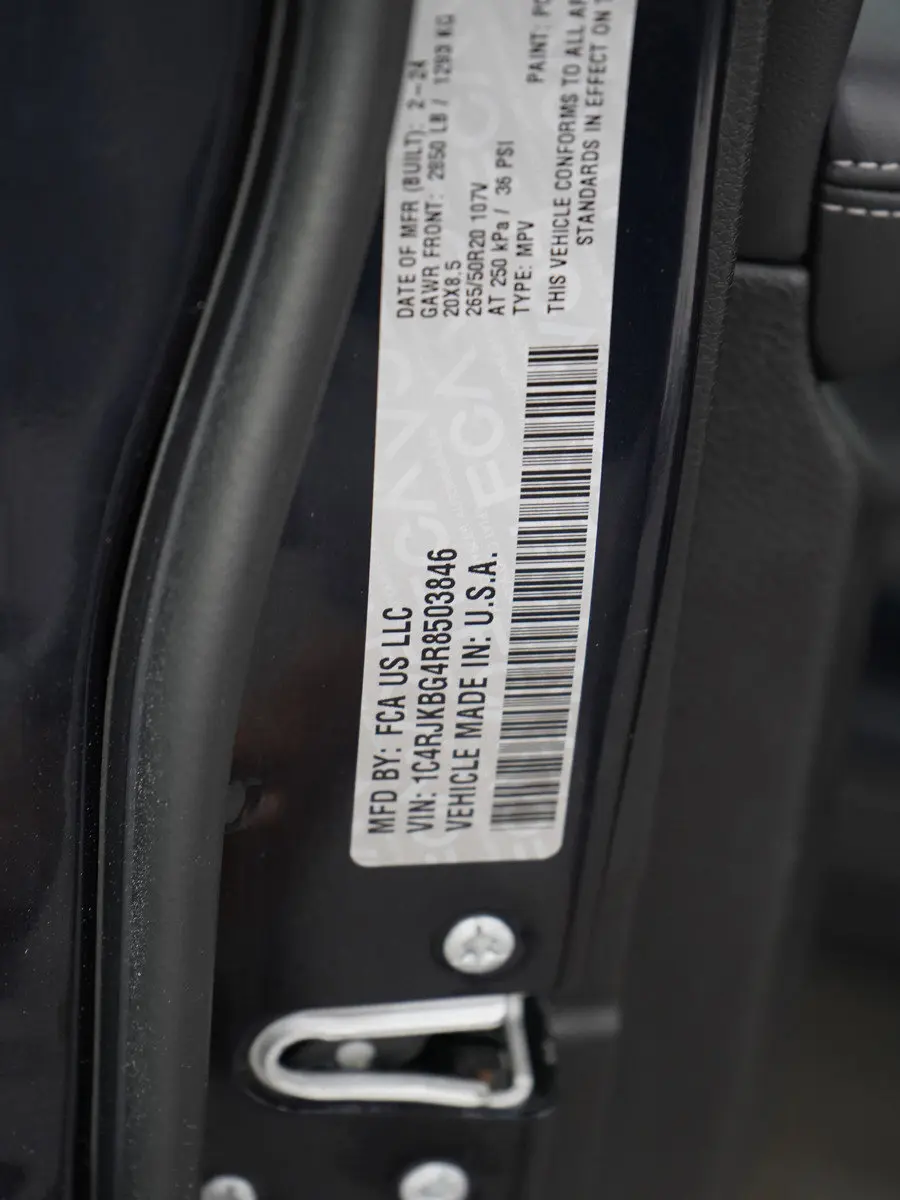 MFD BY: FCA US LLC
VIN: 1C4RJKBG4R8503846
VEHICLE MADE IN: U.S.A.
DATE OF MFR (BUILT): 2-24
GAWR FRONT: 2850 LB / 1293 KG
20X8.5
265/50R20 107V
AT 250 kPa / 36 PSI
TYPE: MPV
PAINT:
THIS VEHICLE CONFORMS TO ALL
STANDARDS IN EFFECT ON